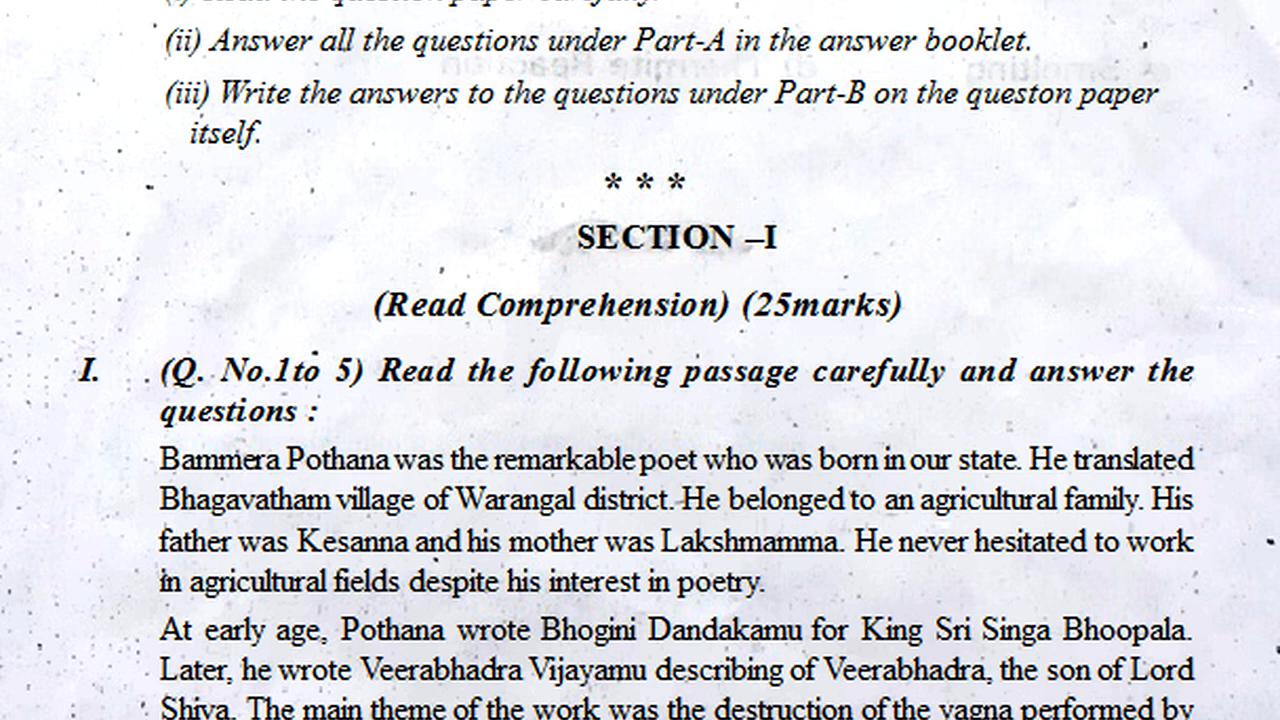 (ii) Answer all the questions under Part-A in the answer booklet.
(iii) Write the answers to the questions under Part-B on the queston paper
itself.
* * *
SECTION –I
(Read Comprehension) (25marks)
I. (Q. No.1to 5) Read the following passage carefully and answer the
questions :
Bammera Pothana was the remarkable poet who was born in our state. He translated
Bhagavatham village of Warangal district. He belonged to an agricultural family. His
father was Kesanna and his mother was Lakshmamma. He never hesitated to work
in agricultural fields despite his interest in poetry.
At early age, Pothana wrote Bhogini Dandakamu for King Sri Singa Bhoopala.
Later, he wrote Veerabhadra Vijayamu describing of Veerabhadra, the son of Lord
Shiva. The main theme of the work was the destruction of the yagna performed by